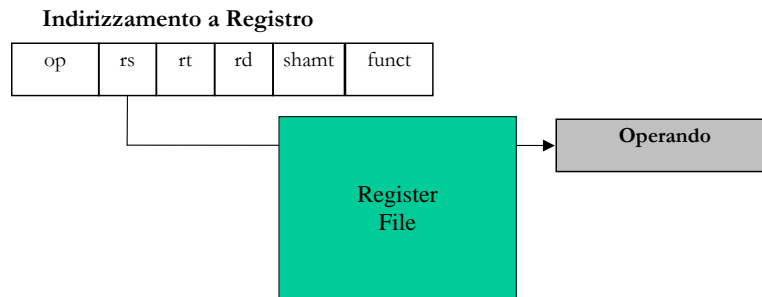 Indirizzamento a Registro
op rs rt rd shamt funct
Operando
Register
File